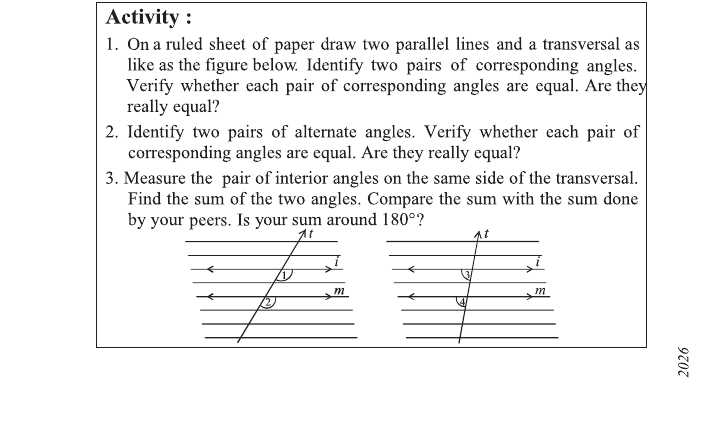 Activity :
1. On a ruled sheet of paper draw two parallel lines and a transversal as
like as the figure below. Identify two pairs of corresponding angles.
Verify whether each pair of corresponding angles are equal. Are they
really equal?
2. Identify two pairs of alternate angles. Verify whether each pair of
corresponding angles are equal. Are they really equal?
3. Measure the pair of interior angles on the same side of the transversal.
Find the sum of the two angles. Compare the sum with the sum done
by your peers. Is your sum around 180°?
t
l
1
m
2
t
l
3
m
4
2026